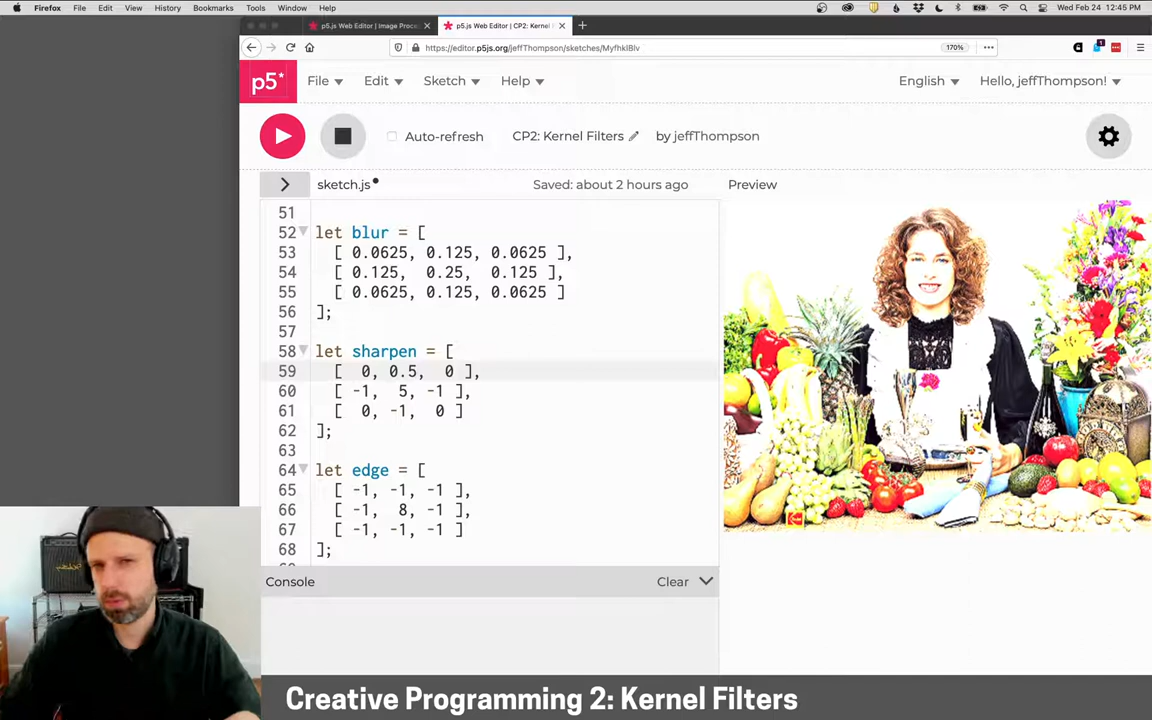 Firefox File Edit View History Bookmarks Tools Window Help Wed Feb 24 12:45 PM
p5.js Web Editor | Image Proc p5.js Web Editor | CP2: Kernel F
https://editor.p5js.org/jeffThompson/sketches/MyfhkIBlv 170%
p5* File Edit Sketch Help English Hello, jeffThompson!
Auto-refresh CP2: Kernel Filters by jeffThompson
sketch.js Saved: about 2 hours ago Preview
51
52 let blur = [
53 [ 0.0625, 0.125, 0.0625 ],
54 [ 0.125, 0.25, 0.125 ],
55 [ 0.0625, 0.125, 0.0625 ]
56 ];
57
58 let sharpen = [
59 [ 0, 0.5, 0 ],
60 [ -1, 5, -1 ],
61 [ 0, -1, 0 ]
62 ];
63
64 let edge = [
65 [ -1, -1, -1 ],
66 [ -1, 8, -1 ],
67 [ -1, -1, -1 ]
68 ];
Console Clear
Creative Programming 2: Kernel Filters